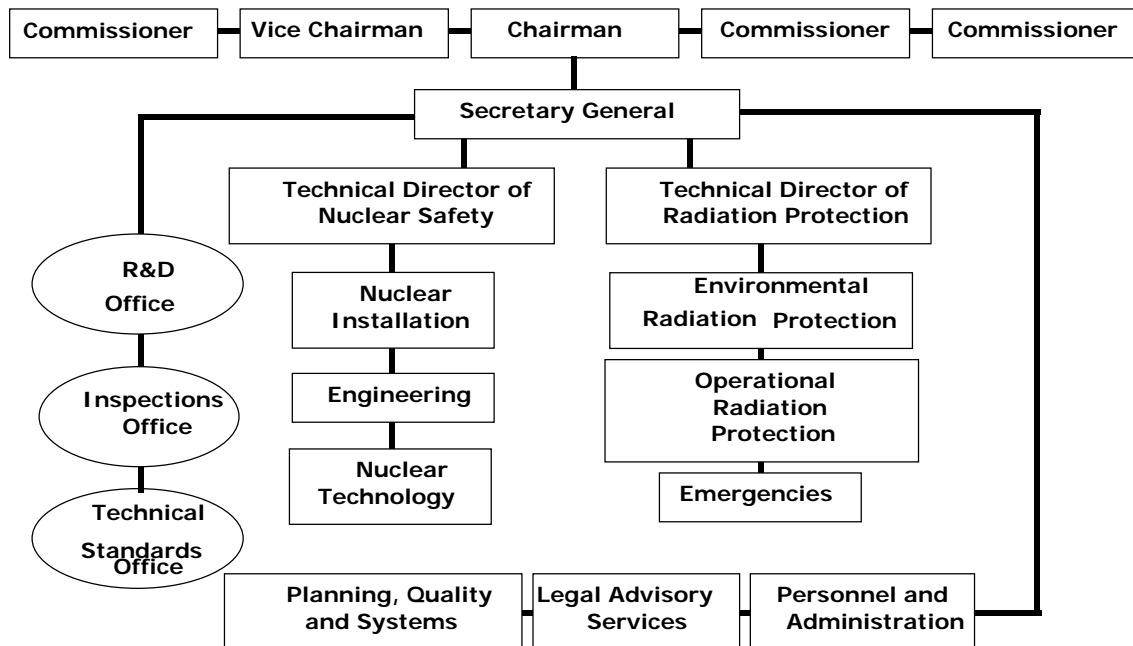 Commissioner
Vice Chairman
Chairman
Commissioner
Commissioner
Secretary General
Technical Director of
Nuclear Safety
Technical Director of
Radiation Protection
R&D
Office
Inspections
Office
Technical
Standards
Office
Nuclear
Installation
Engineering
Nuclear
Technology
Environmental
Radiation Protection
Operational
Radiation
Protection
Emergencies
Planning, Quality
and Systems
Legal Advisory
Services
Personnel and
Administration